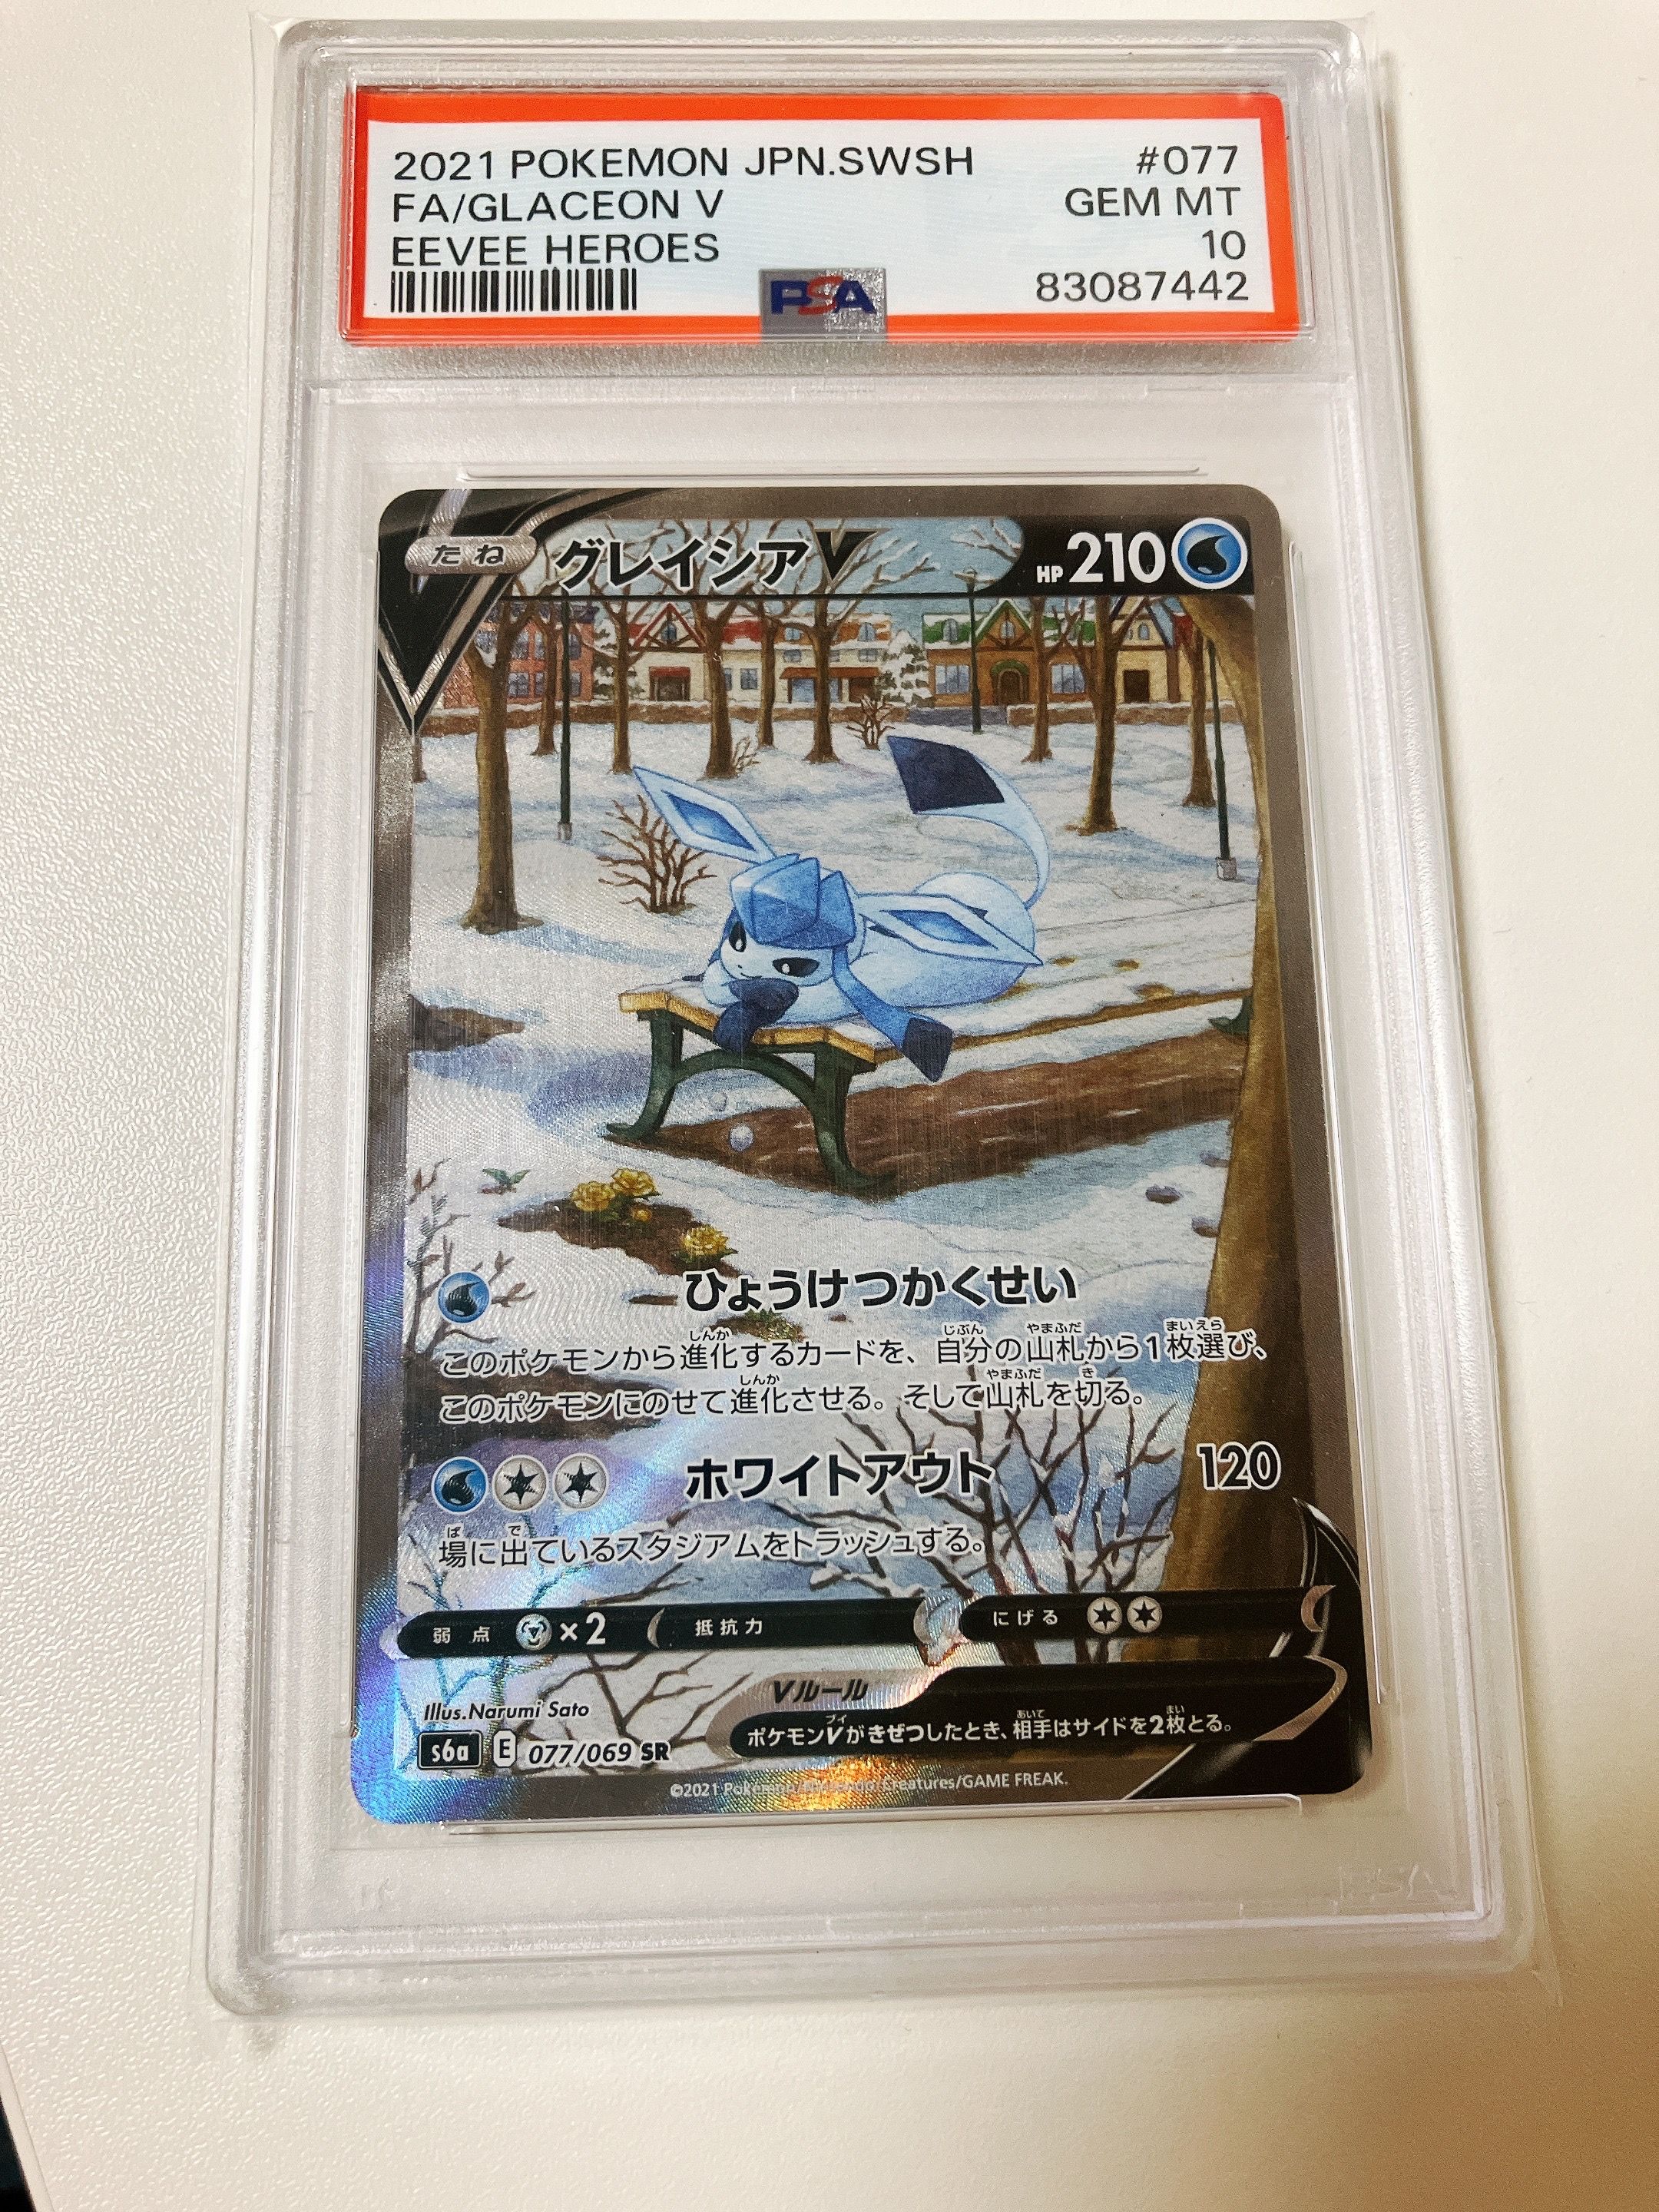 2021 POKEMON JPN.SWSH #077
FA/GLACEON V GEM MT
EEVEE HEROES 10
PSA 83087442
たね グレイシアV HP 210
ひょうけつかくせい
このポケモンから進化するカードを、自分の山札から1枚選び、
このポケモンにのせて進化させる。そして山札を切る。
ホワイトアウト 120
場に出ているスタジアムをトラッシュする。
弱点 ×2 抵抗力 にげる
Vルール
ポケモンVがきぜつしたとき、相手はサイドを2枚とる。
Illus. Narumi Sato
s6a E 077/069 SR
©2021 Pokémon/Nintendo/Creatures/GAME FREAK.